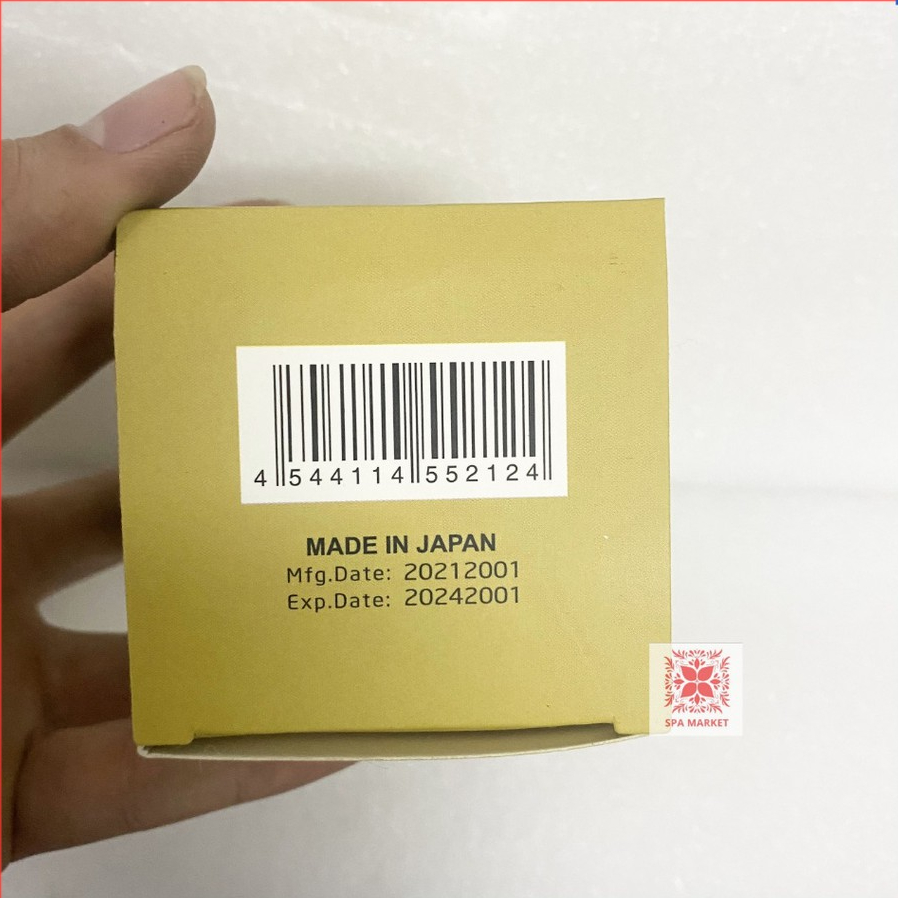 4 544114 552124
MADE IN JAPAN
Mfg.Date: 20212001
Exp.Date: 20242001
SPA MARKET